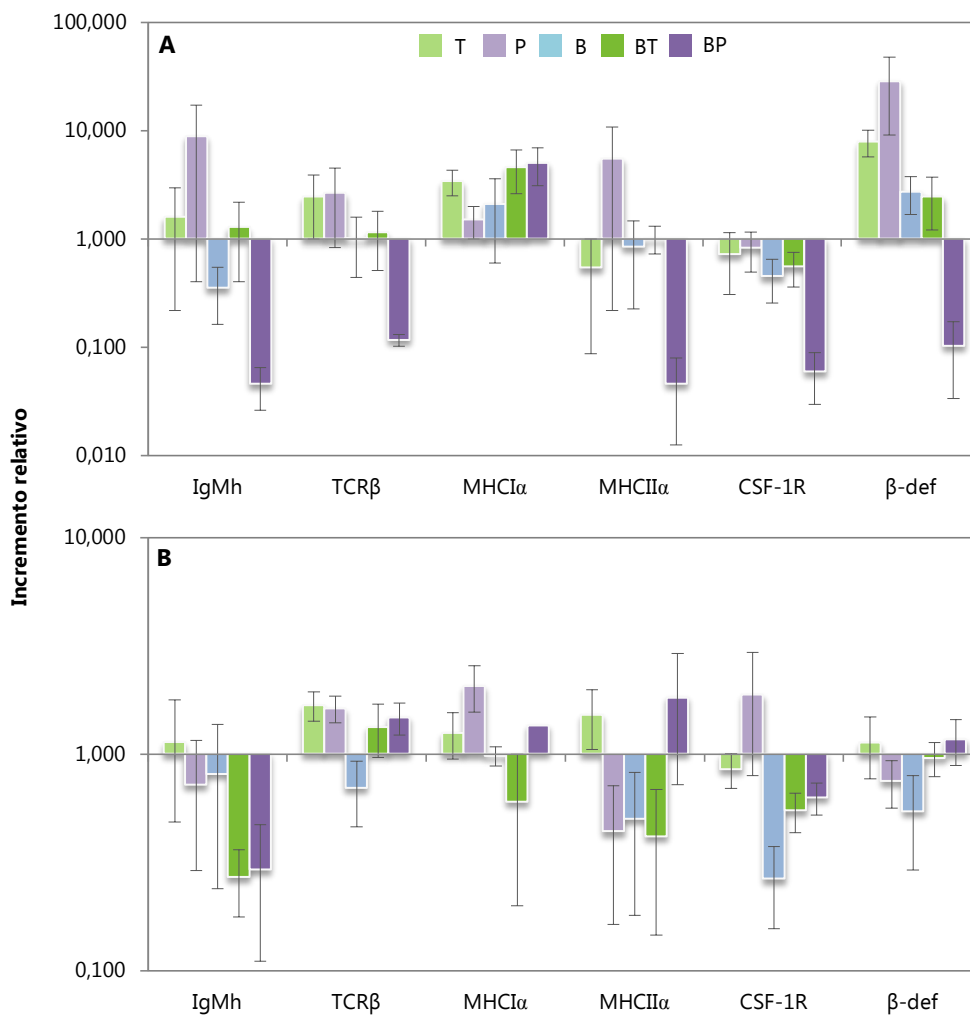 100,000
A
T P B BT BP
10,000
1,000
0,100
0,010
IgMh TCRβ MHCIα MHCIIα CSF-1R β-def
Incremento relativo
10,000
B
1,000
0,100
IgMh TCRβ MHCIα MHCIIα CSF-1R β-def